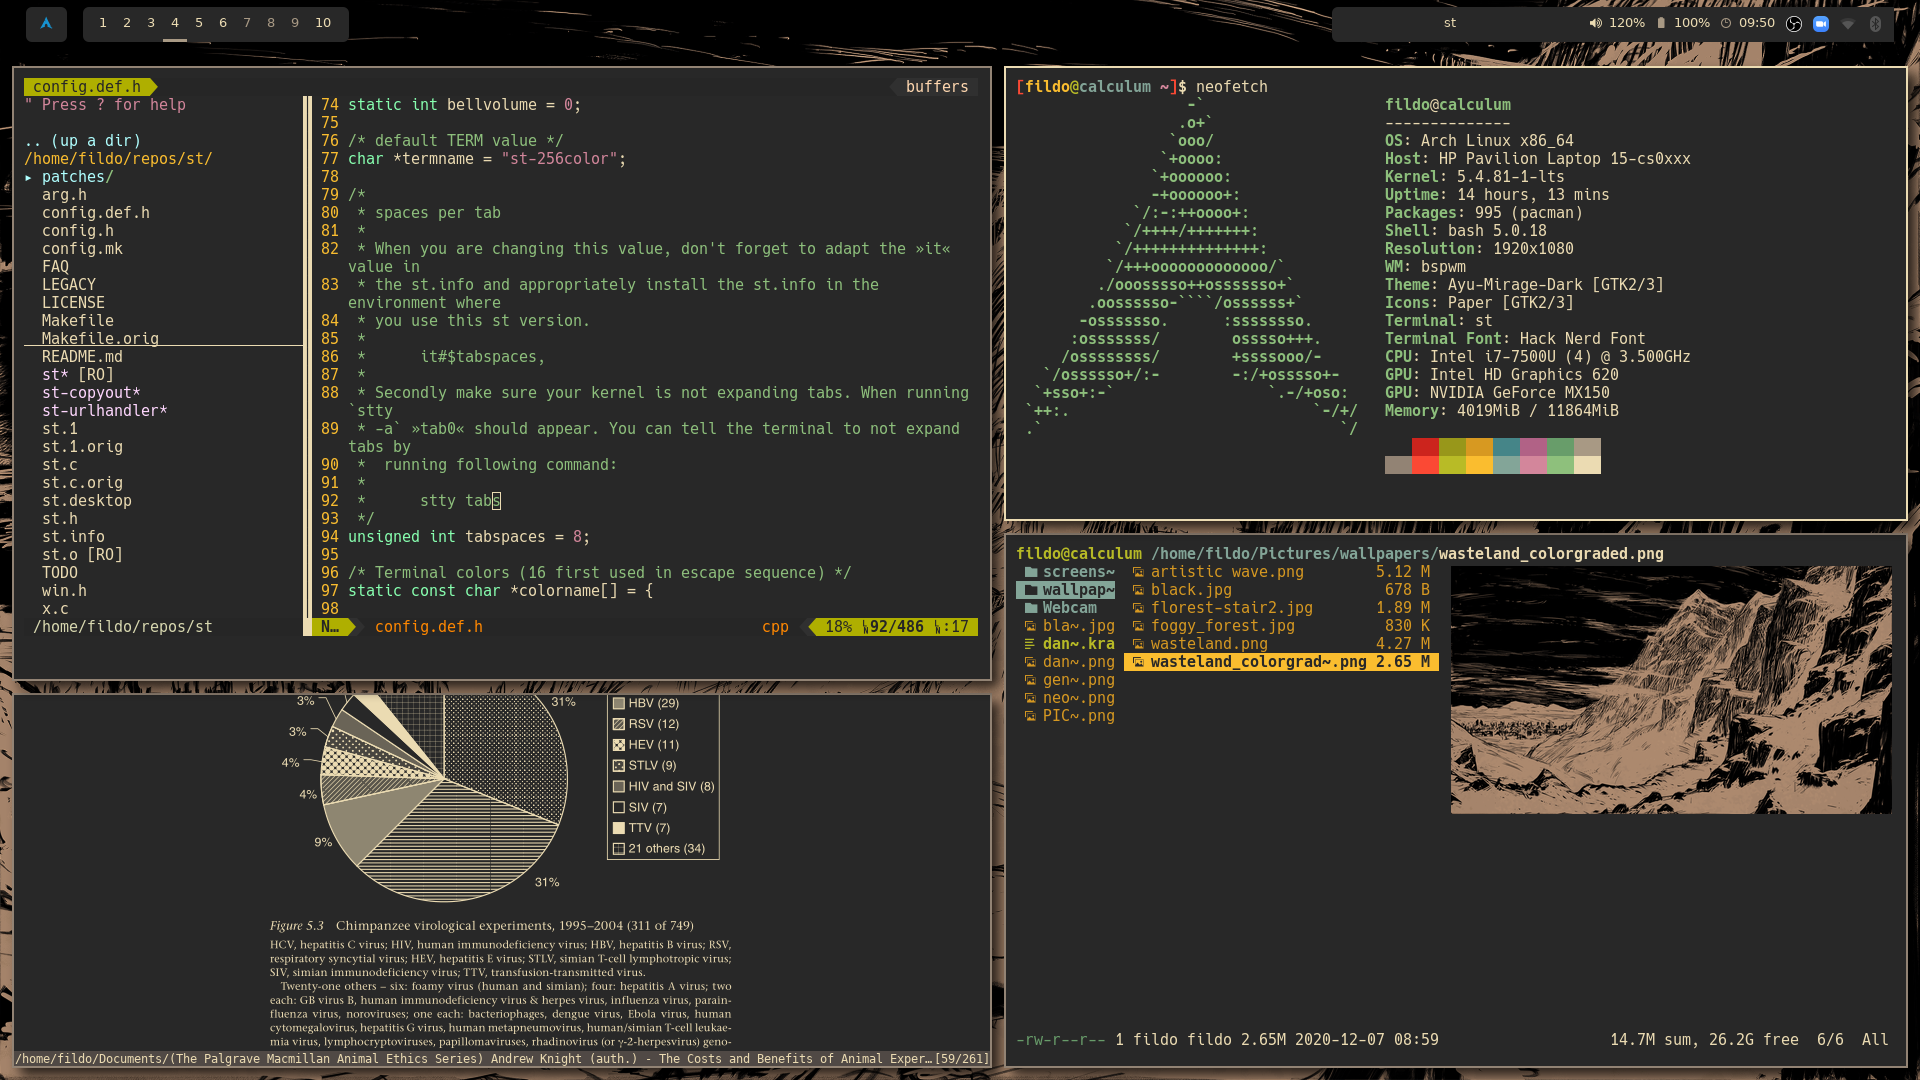 1 2 3 4 5 6 7 8 9 10
st
120% 100% 09:50
config.def.h
buffers
" Press ? for help
.. (up a dir)
/home/fildo/repos/st/
▸ patches/
arg.h
config.def.h
config.h
config.mk
FAQ
LEGACY
LICENSE
Makefile
Makefile.orig
README.md
st* [RO]
st-copyout*
st-urlhandler*
st.1
st.1.orig
st.c
st.c.orig
st.desktop
st.h
st.info
st.o [RO]
TODO
win.h
x.c
/home/fildo/repos/st
74 static int bellvolume = 0;
75
76 /* default TERM value */
77 char *termname = "st-256color";
78
79 /*
80  * spaces per tab
81  *
82  * When you are changing this value, don't forget to adapt the »it«
value in
83  * the st.info and appropriately install the st.info in the
environment where
84  * you use this st version.
85  *
86  *      it#$tabspaces,
87  *
88  * Secondly make sure your kernel is not expanding tabs. When running
`stty
89  * -a` »tab0« should appear. You can tell the terminal to not expand
tabs by
90  *  running following command:
91  *
92  *      stty tabs
93  */
94 unsigned int tabspaces = 8;
95
96 /* Terminal colors (16 first used in escape sequence) */
97 static const char *colorname[] = {
98
N… config.def.h cpp 18% 92/486 :17
[fildo@calculum ~]$ neofetch
-`
.o+`
`ooo/
`+oooo:
`+oooooo:
-+oooooo+:
`/:-:++oooo+:
`/++++/+++++++:
`/++++++++++++++:
`/+++ooooooooooooo/`
./ooosssso++osssssso+`
.oossssso-````/ossssss+`
-osssssso.      :ssssssso.
:osssssss/        osssso+++.
/ossssssss/        +ssssooo/-
`/ossssso+/:-        -:/+osssso+-
`+sso+:-`                 `.-/+oso:
`++:.                           `-/+/
.`                                 `/
fildo@calculum
--------------
OS: Arch Linux x86_64
Host: HP Pavilion Laptop 15-cs0xxx
Kernel: 5.4.81-1-lts
Uptime: 14 hours, 13 mins
Packages: 995 (pacman)
Shell: bash 5.0.18
Resolution: 1920x1080
WM: bspwm
Theme: Ayu-Mirage-Dark [GTK2/3]
Icons: Paper [GTK2/3]
Terminal: st
Terminal Font: Hack Nerd Font
CPU: Intel i7-7500U (4) @ 3.500GHz
GPU: Intel HD Graphics 620
GPU: NVIDIA GeForce MX150
Memory: 4019MiB / 11864MiB
3%
3%
4%
4%
9%
31%
31%
HBV (29)
RSV (12)
HEV (11)
STLV (9)
HIV and SIV (8)
SIV (7)
TTV (7)
21 others (34)
Figure 5.3 Chimpanzee virological experiments, 1995–2004 (311 of 749)
HCV, hepatitis C virus; HIV, human immunodeficiency virus; HBV, hepatitis B virus; RSV,
respiratory syncytial virus; HEV, hepatitis E virus; STLV, simian T-cell lymphotropic virus;
SIV, simian immunodeficiency virus; TTV, transfusion-transmitted virus.
Twenty-one others – six: foamy virus (human and simian); four: hepatitis A virus; two
each: GB virus B, human immunodeficiency virus & herpes virus, influenza virus, parain-
fluenza virus, noroviruses; one each: bacteriophages, dengue virus, Ebola virus, human
cytomegalovirus, hepatitis G virus, human metapneumovirus, human/simian T-cell leukae-
mia virus, lymphocryptoviruses, papillomaviruses, rhadinovirus (or γ-2-herpesvirus) geno-
/home/fildo/Documents/(The Palgrave Macmillan Animal Ethics Series) Andrew Knight (auth.) - The Costs and Benefits of Animal Exper…[59/261]
fildo@calculum /home/fildo/Pictures/wallpapers/wasteland_colorgraded.png
screens~
wallpap~
Webcam
bla~.jpg
dan~.kra
dan~.png
gen~.png
neo~.png
PIC~.png
artistic wave.png 5.12 M
black.jpg 678 B
florest-stair2.jpg 1.89 M
foggy_forest.jpg 830 K
wasteland.png 4.27 M
wasteland_colorgrad~.png 2.65 M
-rw-r--r-- 1 fildo fildo 2.65M 2020-12-07 08:59 14.7M sum, 26.2G free 6/6 All